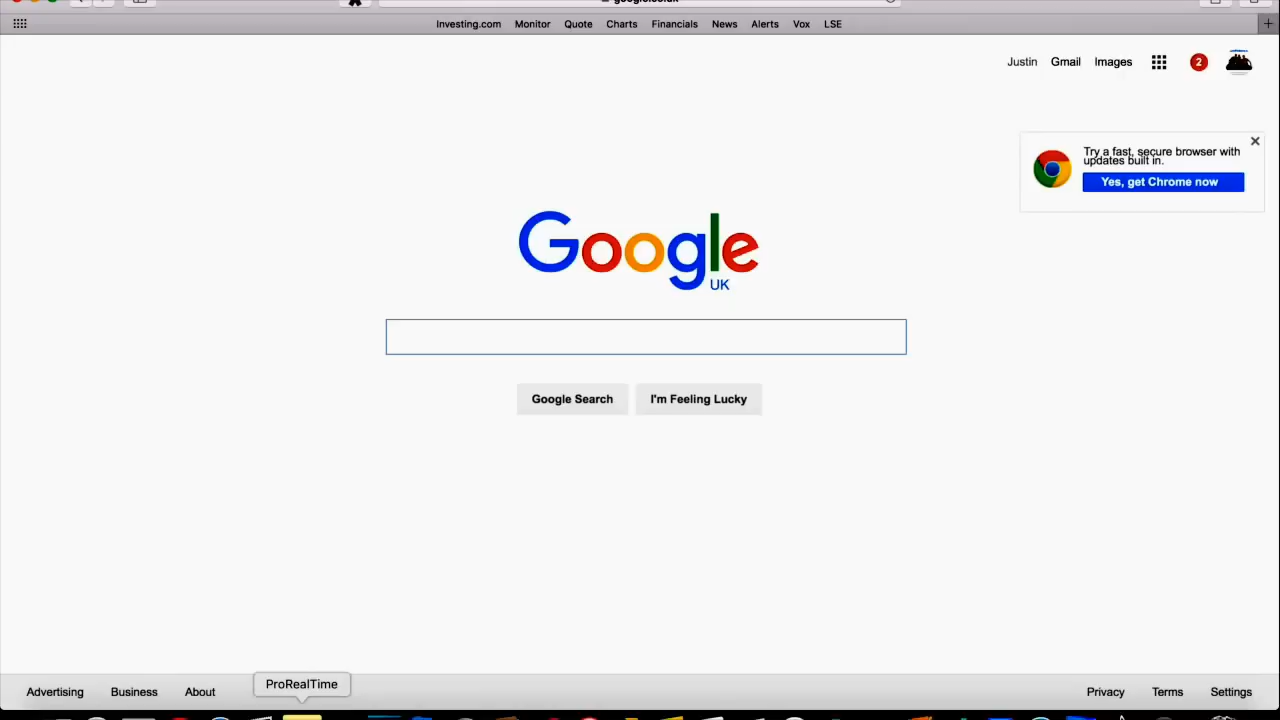 Investing.com Monitor Quote Charts Financials News Alerts Vox LSE
Justin Gmail Images 2
Try a fast, secure browser with
updates built in.
Yes, get Chrome now
Google
UK
Google Search I'm Feeling Lucky
ProRealTime
Advertising Business About Privacy Terms Settings